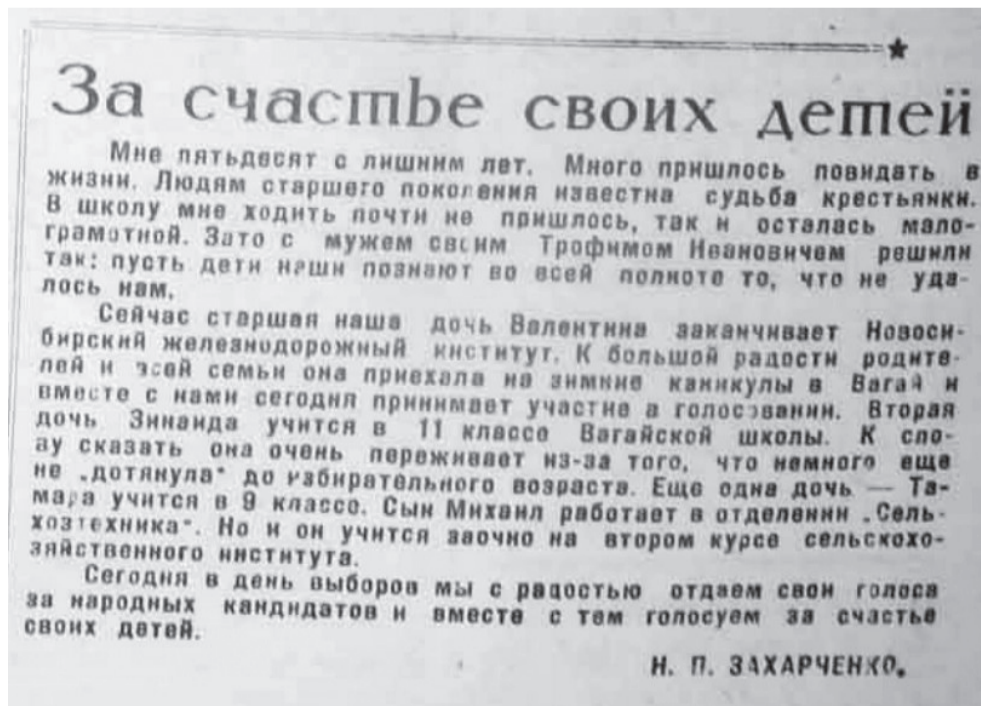 За счастье своих детей
Мне пятьдесят с лишним лет. Много пришлось повидать в
жизни. Людям старшего поколения известна судьба крестьянки.
В школу мне ходить почти не пришлось, так и осталась мало-
грамотной. Зато с мужем своим Трофимом Ивановичем решили
так: пусть дети наши познают во всей полноте то, что не уда-
лось нам.
Сейчас старшая наша дочь Валентина заканчивает Новоси-
бирский железнодорожный институт. К большой радости родите-
лей и всей семьи она приехала на зимние каникулы в Вагай и
вместе с нами сегодня принимает участие в голосовании. Вторая
дочь Зинаида учится в 11 классе Вагайской школы. К сло-
ву сказать она очень переживает из-за того, что немного еще
не „дотянула“ до избирательного возраста. Еще одна дочь — Та-
мара учится в 9 классе. Сын Михаил работает в отделении „Сель-
хозтехника“. Но и он учится заочно на втором курсе сельскохо-
зяйственного института.
Сегодня в день выборов мы с радостью отдаем свои голоса
за народных кандидатов и вместе с тем голосуем за счастье
своих детей.
Н. П. ЗАХАРЧЕНКО.